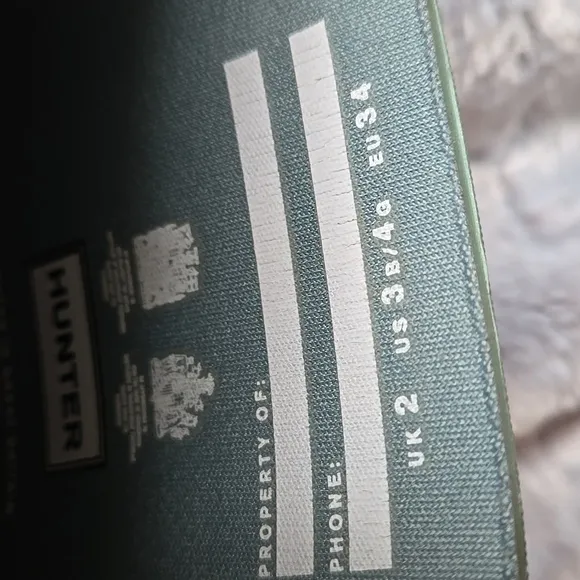 HUNTER
PROPERTY OF:
PHONE:
UK 2 US 3B/4G EU 34